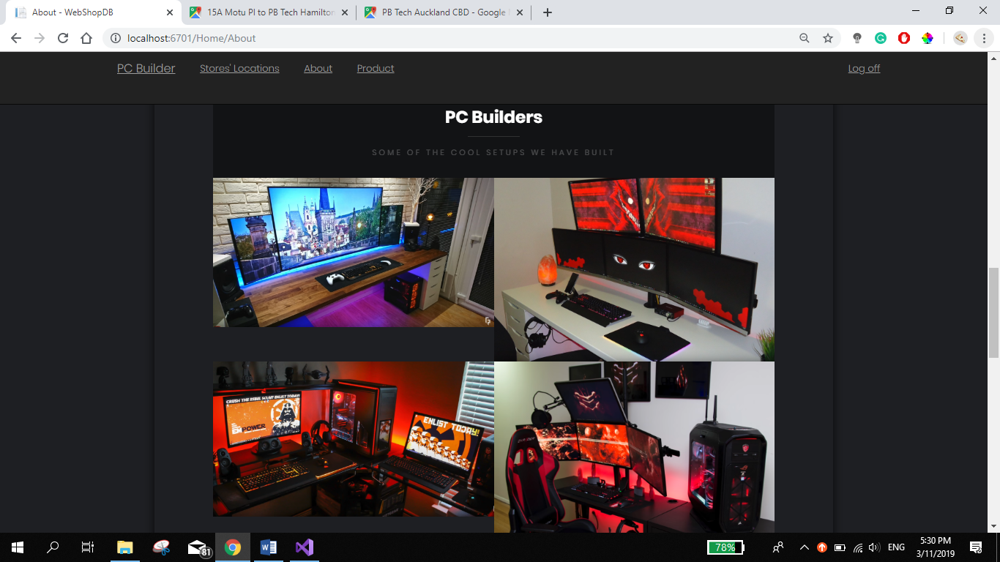 About - WebShopDB
15A Motu Pl to PB Tech Hamilton
PB Tech Auckland CBD - Google
localhost:6701/Home/About
PC Builder
Stores' Locations
About
Product
Log off
PC Builders
SOME OF THE COOL SETUPS WE HAVE BUILT
CRUSH THE REBEL SCUM! ENLIST TODAY!
POWER
ENLIST TODAY!
81
78%
ENG
5:30 PM
3/11/2019